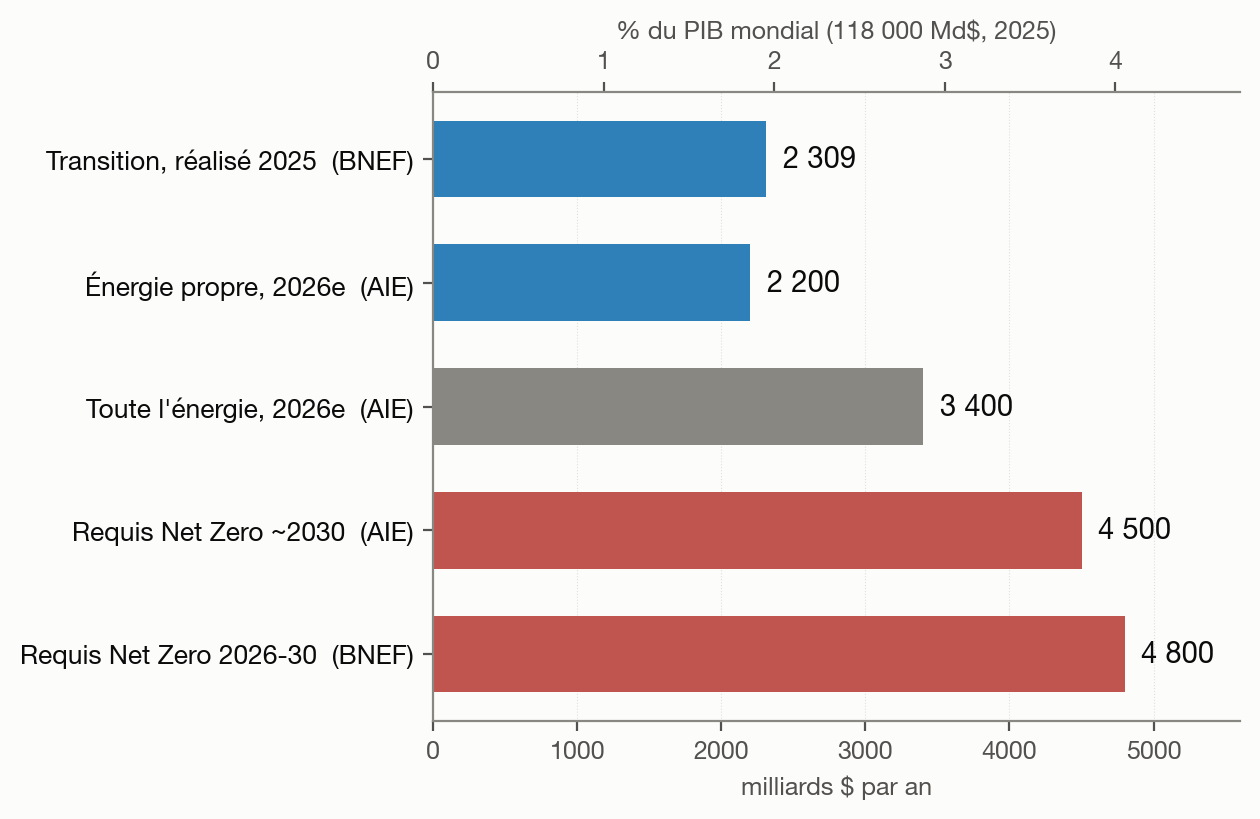 % du PIB mondial (118 000 Md$, 2025)
0 1 2 3 4
Transition, réalisé 2025 (BNEF) 2 309
Énergie propre, 2026e (AIE) 2 200
Toute l'énergie, 2026e (AIE) 3 400
Requis Net Zero ~2030 (AIE) 4 500
Requis Net Zero 2026-30 (BNEF) 4 800
0 1000 2000 3000 4000 5000
milliards $ par an